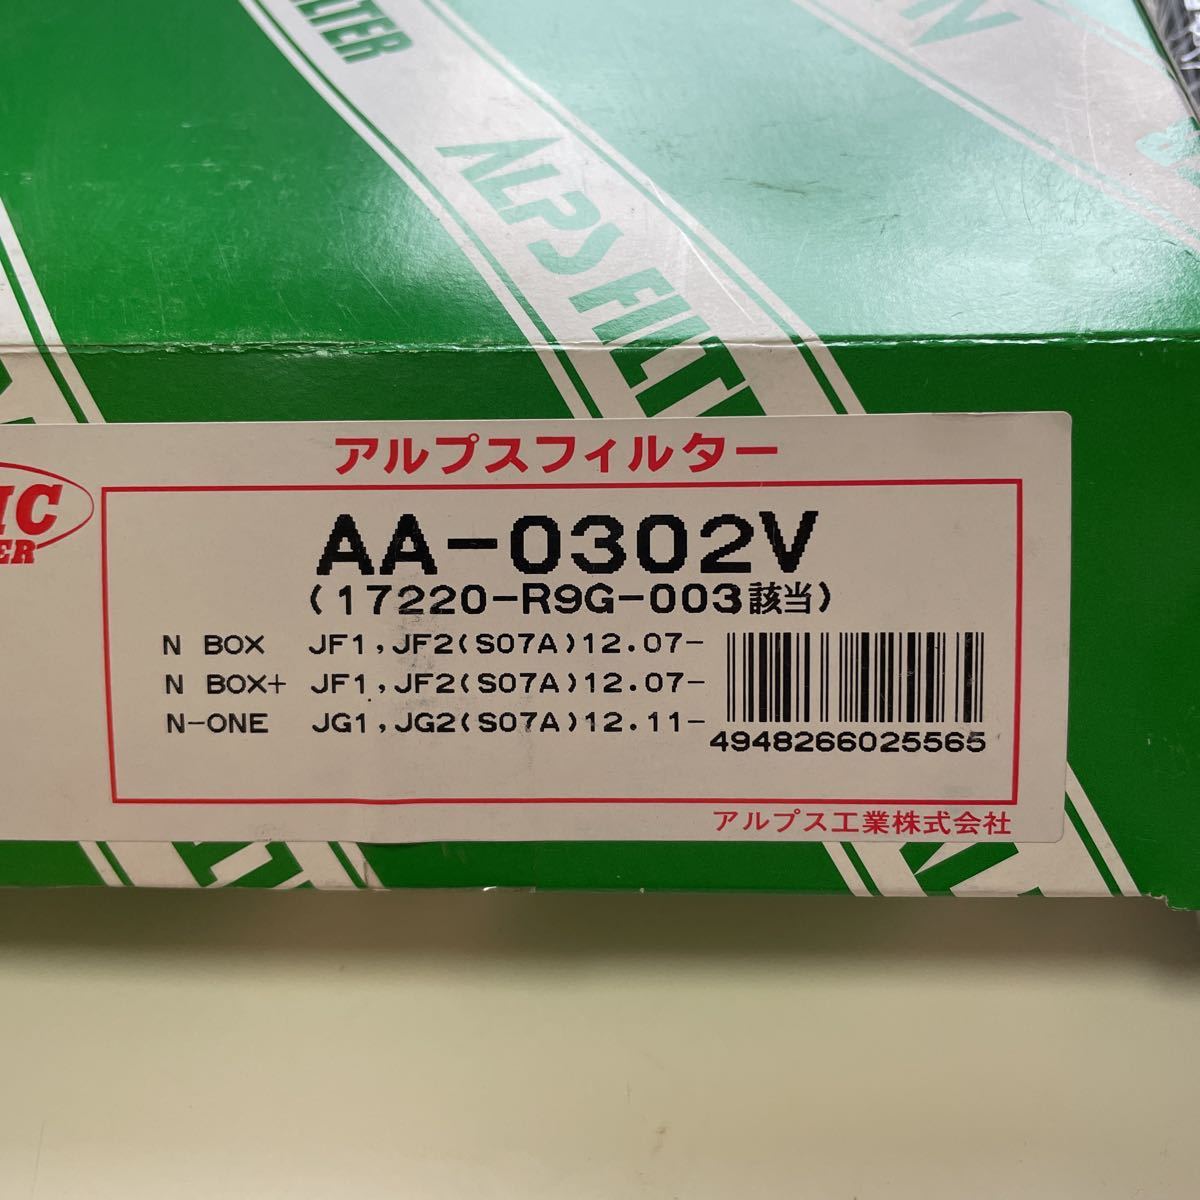 FILTER
ALPS FILT
アルプスフィルター
AA-0302V
(17220-R9G-003該当)
N BOX JF1,JF2(S07A)12.07-
N BOX+ JF1,JF2(S07A)12.07-
N-ONE JG1,JG2(S07A)12.11-
4948266025565
アルプス工業株式会社